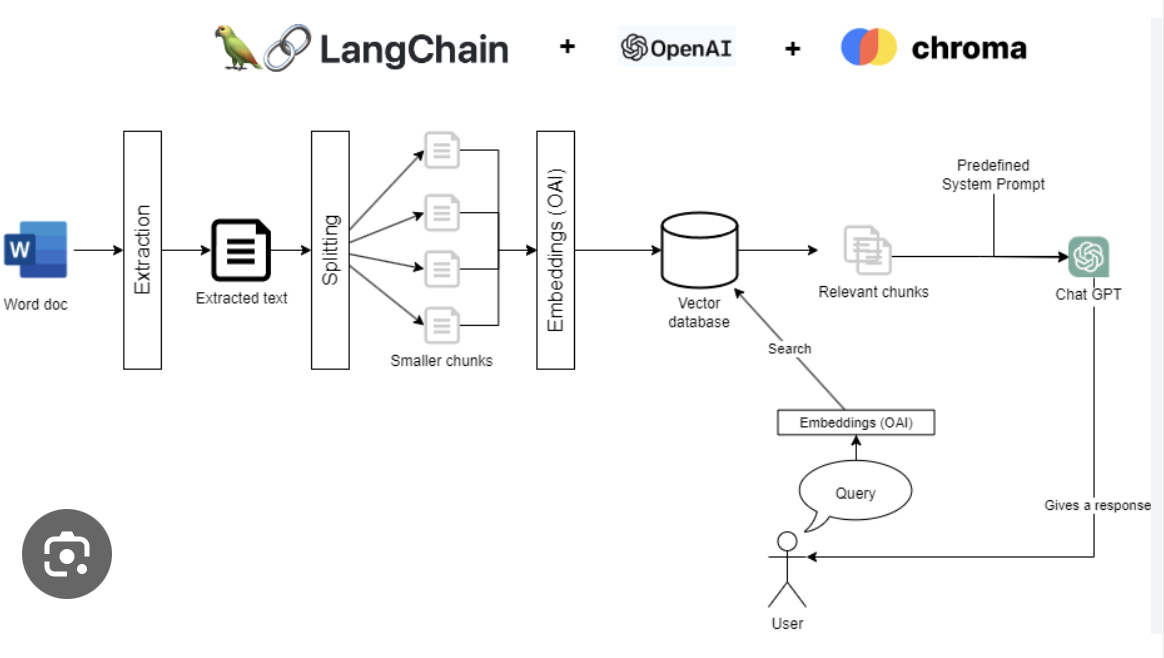 LangChain + OpenAI + chroma
Predefined
System Prompt
Extraction
Splitting
Embeddings (OAI)
W
Word doc
Extracted text
Smaller chunks
Vector
database
Relevant chunks
Chat GPT
Search
Embeddings (OAI)
Query
Gives a response
User